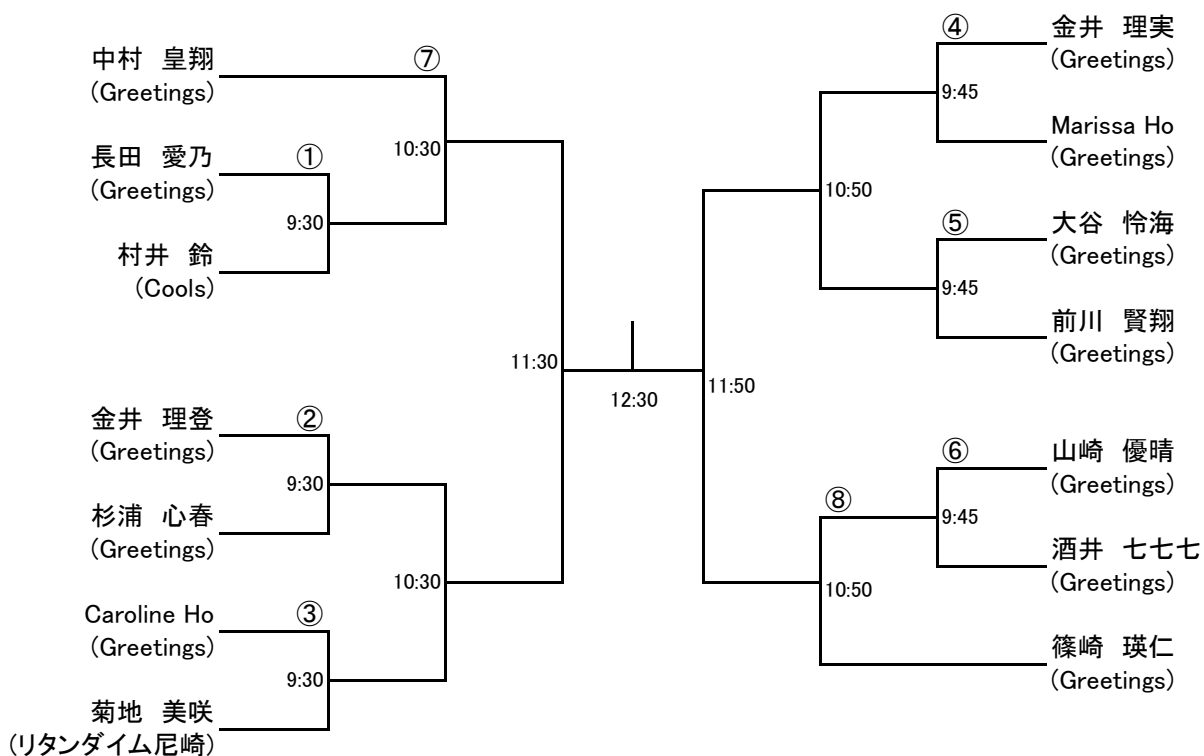 中村 皇翔
(Greetings)
⑦
10:30
長田 愛乃
(Greetings)
①
9:30
村井 鈴
(Cools)
11:30
金井 理登
(Greetings)
②
9:30
杉浦 心春
(Greetings)
10:30
Caroline Ho
(Greetings)
③
9:30
菊地 美咲
(リタンダイム尼崎)
12:30
④
金井 理実
(Greetings)
9:45
Marissa Ho
(Greetings)
10:50
⑤
大谷 怜海
(Greetings)
9:45
前川 賢翔
(Greetings)
11:50
⑥
山崎 優晴
(Greetings)
⑧
9:45
酒井 七七七
(Greetings)
10:50
篠崎 瑛仁
(Greetings)